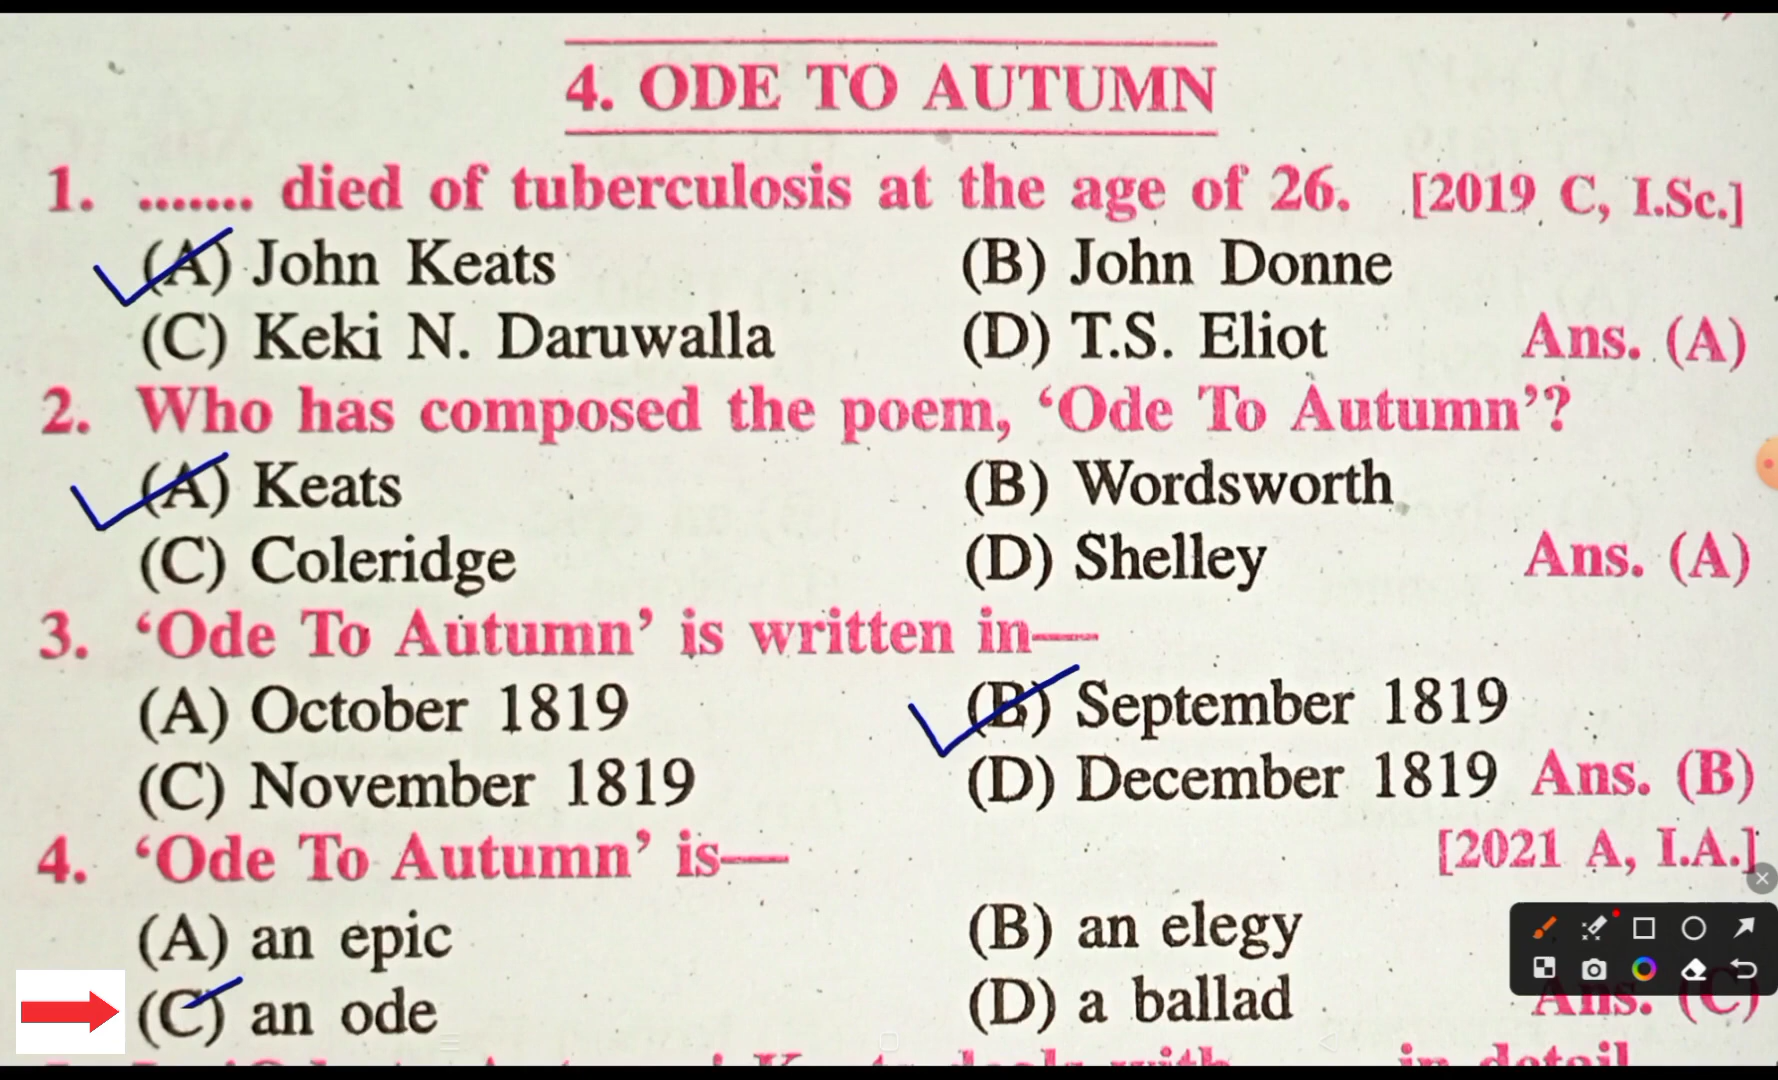 4. ODE TO AUTUMN
1. ....... died of tuberculosis at the age of 26. [2019 C, I.Sc.]
(A) John Keats (B) John Donne
(C) Keki N. Daruwalla (D) T.S. Eliot Ans. (A)
2. Who has composed the poem, ‘Ode To Autumn’?
(A) Keats (B) Wordsworth
(C) Coleridge (D) Shelley Ans. (A)
3. ‘Ode To Autumn’ is written in—
(A) October 1819 (B) September 1819
(C) November 1819 (D) December 1819 Ans. (B)
4. ‘Ode To Autumn’ is— [2021 A, I.A.]
(A) an epic (B) an elegy
(C) an ode (D) a ballad Ans. (C)
in detail